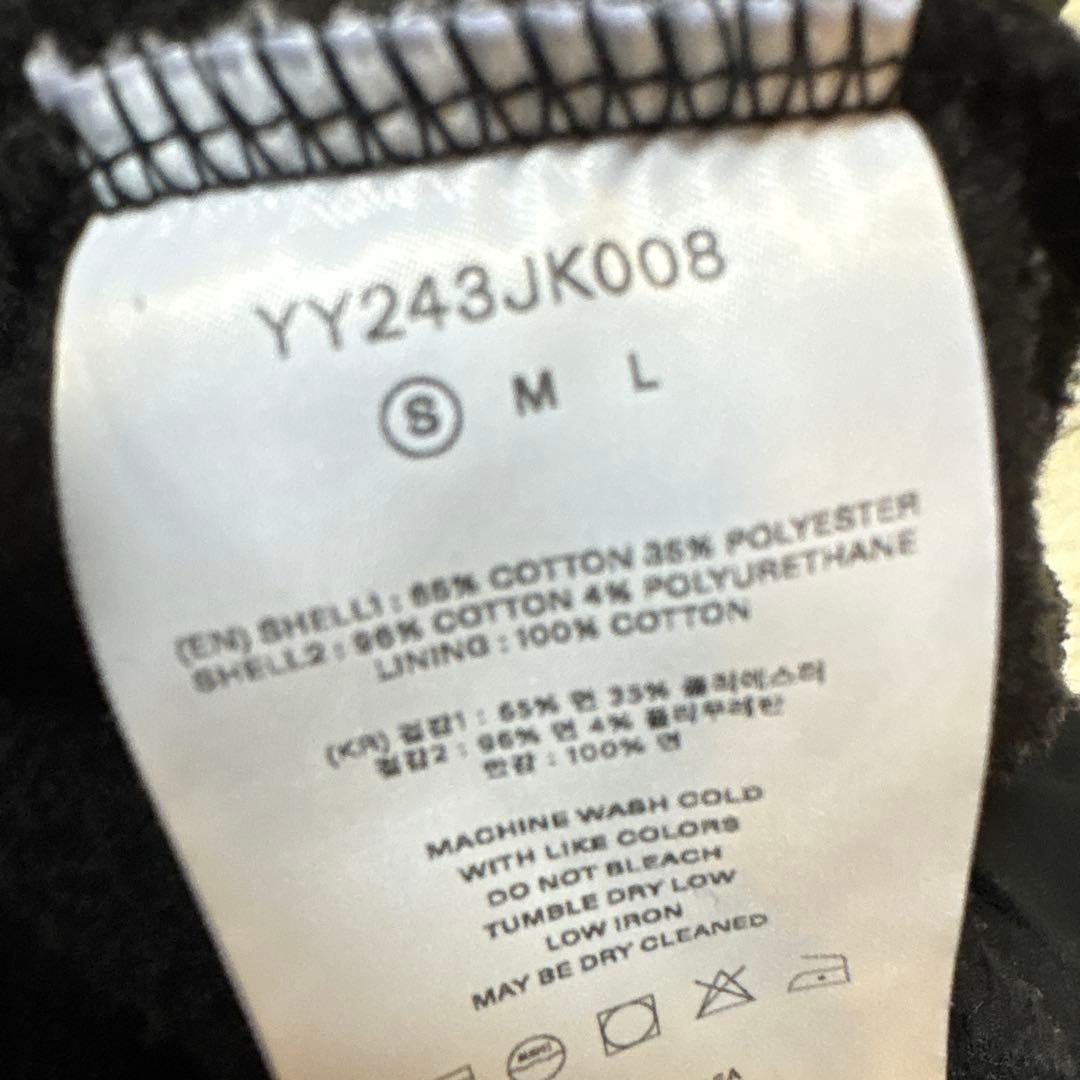 YY243JK008
S M L
(EN) SHELL1 : 65% COTTON 35% POLYESTER
SHELL2 : 96% COTTON 4% POLYURETHANE
LINING : 100% COTTON
(KR) 겉감1 : 65% 면 35% 폴리에스터
겉감2 : 96% 면 4% 폴리우레탄
안감 : 100% 면
MACHINE WASH COLD
WITH LIKE COLORS
DO NOT BLEACH
TUMBLE DRY LOW
LOW IRON
MAY BE DRY CLEANED